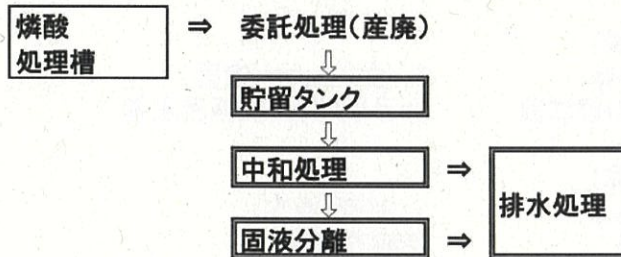 燐酸
処理槽
⇒ 委託処理(産廃)
⇩
貯留タンク
⇩
中和処理 ⇒
⇩
固液分離 ⇒
排水処理